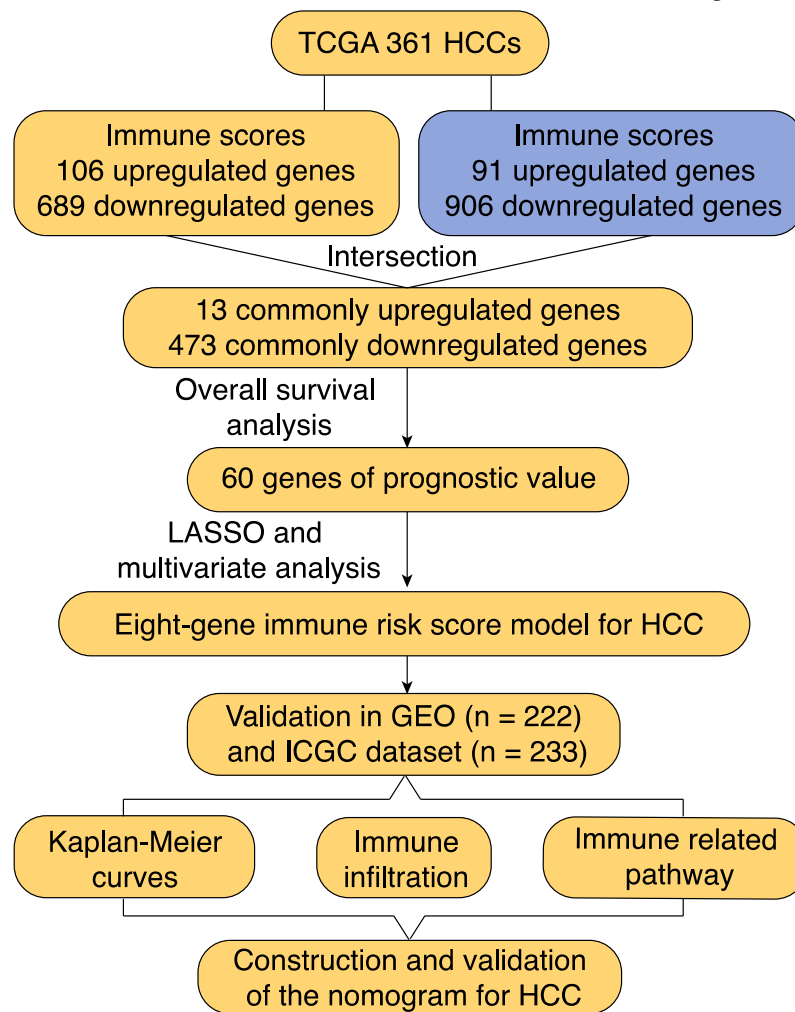 TCGA 361 HCCs
Immune scores
106 upregulated genes
689 downregulated genes
Immune scores
91 upregulated genes
906 downregulated genes
Intersection
13 commonly upregulated genes
473 commonly downregulated genes
Overall survival
analysis
60 genes of prognostic value
LASSO and
multivariate analysis
Eight-gene immune risk score model for HCC
Validation in GEO (n = 222)
and ICGC dataset (n = 233)
Kaplan-Meier
curves
Immune
infiltration
Immune related
pathway
Construction and validation
of the nomogram for HCC